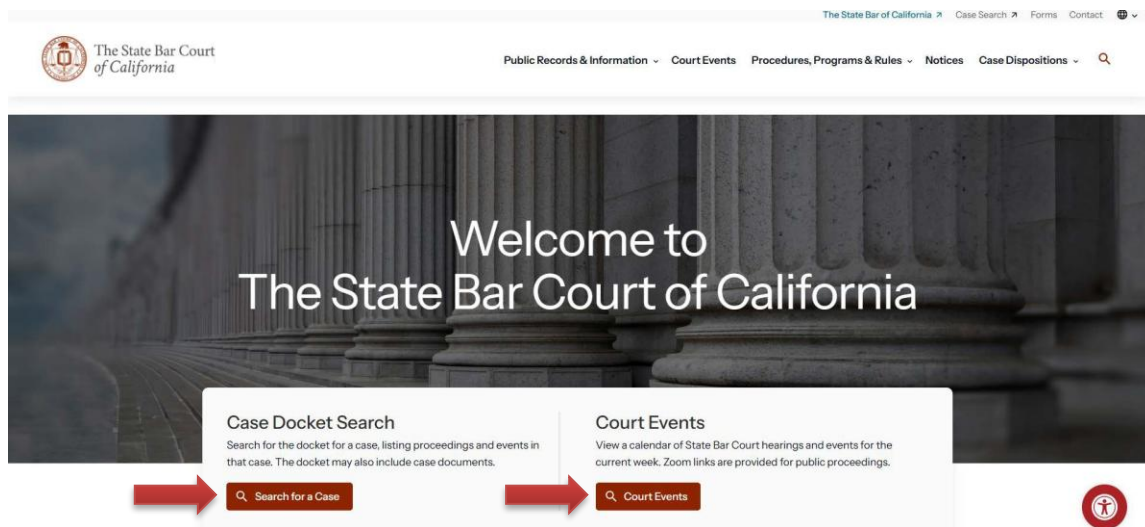 The State Bar of California ↗ Case Search ↗ Forms Contact
The State Bar Court
of California
Public Records & Information Court Events Procedures, Programs & Rules Notices Case Dispositions
Welcome to
The State Bar Court of California
Case Docket Search
Search for the docket for a case, listing proceedings and events in
that case. The docket may also include case documents.
Search for a Case
Court Events
View a calendar of State Bar Court hearings and events for the
current week. Zoom links are provided for public proceedings.
Court Events